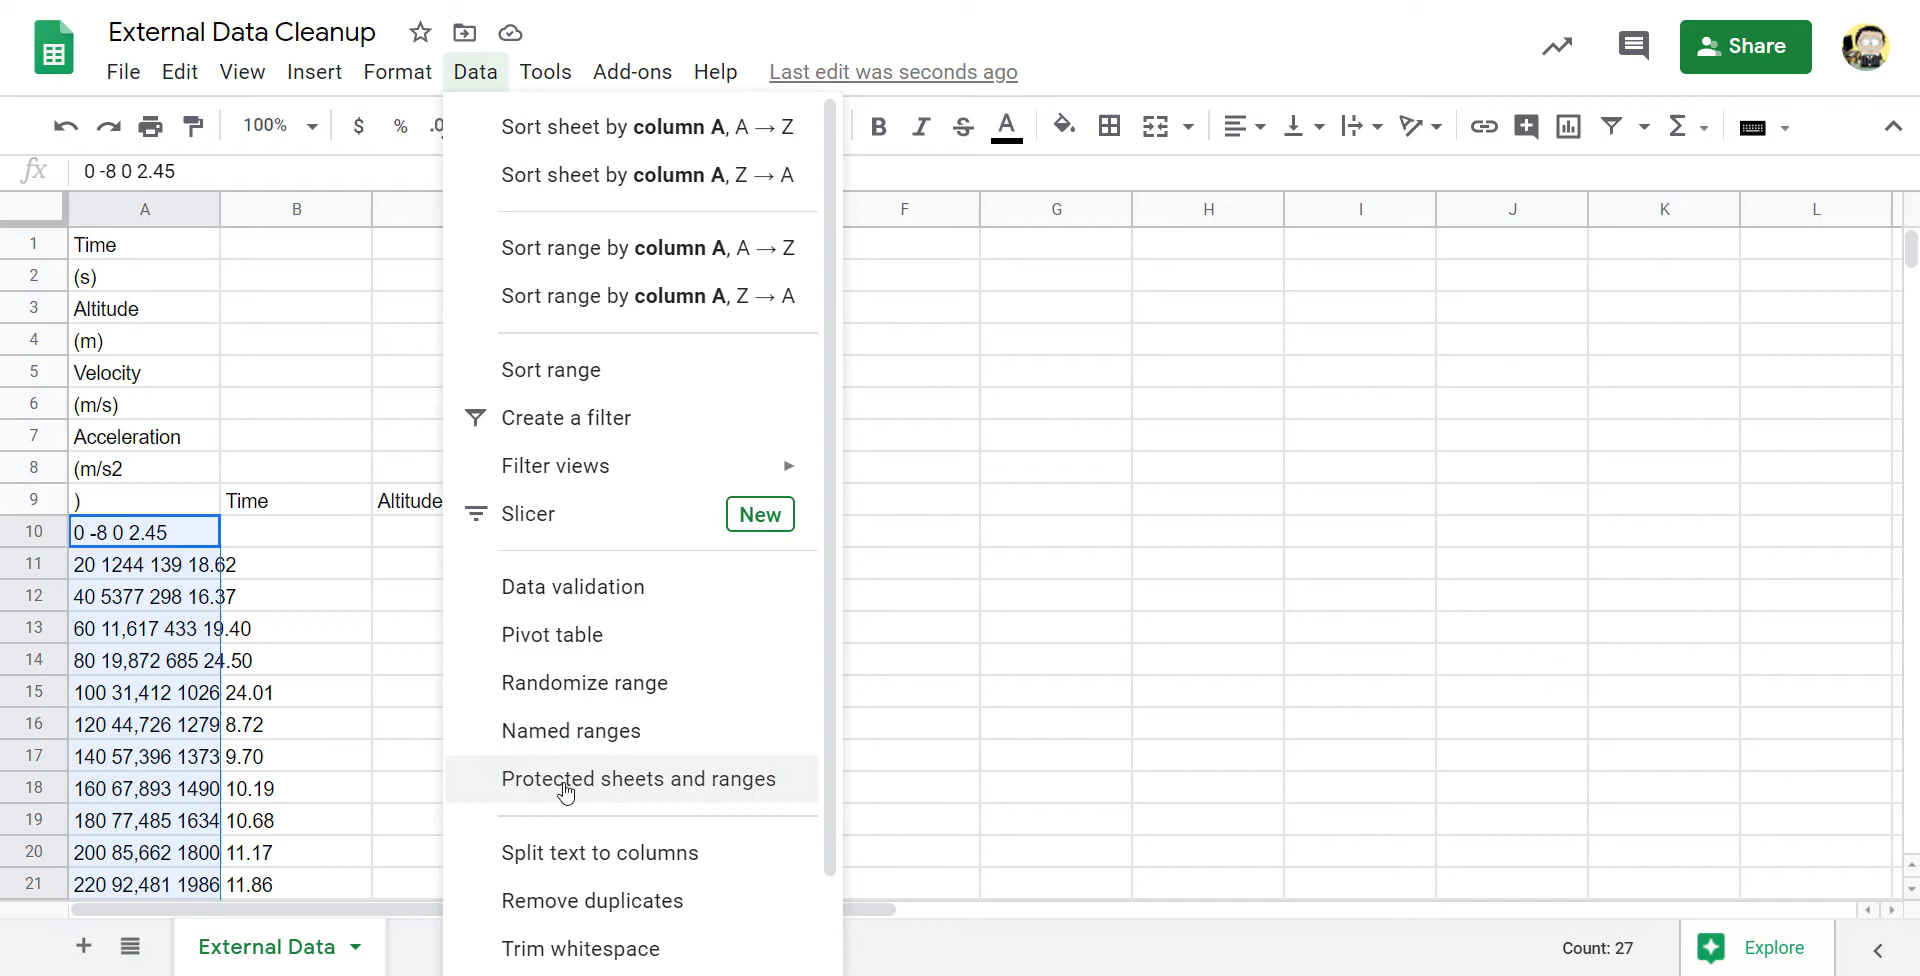 External Data Cleanup
File Edit View Insert Format Data Tools Add-ons Help Last edit was seconds ago
Share
100% $ % .0 B I S A Σ
fx 0 -8 0 2.45
A B F G H I J K L
1 Time
2 (s)
3 Altitude
4 (m)
5 Velocity
6 (m/s)
7 Acceleration
8 (m/s2
9 ) Time Altitude
10 0 -8 0 2.45
11 20 1244 139 18.62
12 40 5377 298 16.37
13 60 11,617 433 19.40
14 80 19,872 685 24.50
15 100 31,412 1026 24.01
16 120 44,726 1279 8.72
17 140 57,396 1373 9.70
18 160 67,893 1490 10.19
19 180 77,485 1634 10.68
20 200 85,662 1800 11.17
21 220 92,481 1986 11.86
Sort sheet by column A, A → Z
Sort sheet by column A, Z → A
Sort range by column A, A → Z
Sort range by column A, Z → A
Sort range
Create a filter
Filter views
Slicer New
Data validation
Pivot table
Randomize range
Named ranges
Protected sheets and ranges
Split text to columns
Remove duplicates
Trim whitespace
External Data
Count: 27
Explore